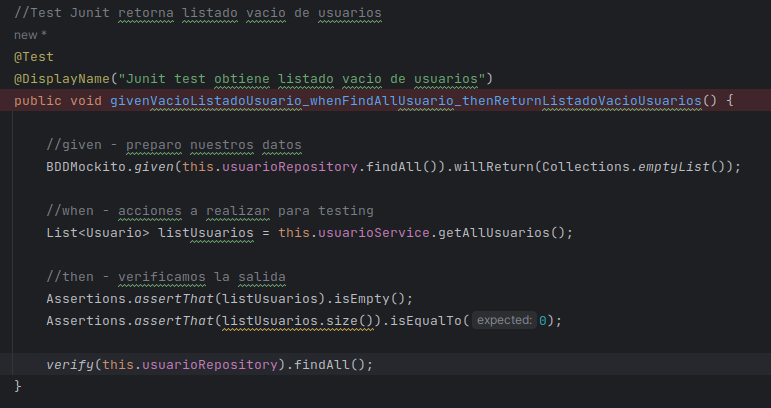 //Test Junit retorna listado vacio de usuarios
new *
@Test
@DisplayName("Junit test obtiene listado vacio de usuarios")
public void givenVacioListadoUsuario_whenFindAllUsuario_thenReturnListadoVacioUsuarios() {
//given - preparo nuestros datos
BDDMockito.given(this.usuarioRepository.findAll()).willReturn(Collections.emptyList());
//when - acciones a realizar para testing
List<Usuario> listUsuarios = this.usuarioService.getAllUsuarios();
//then - verificamos la salida
Assertions.assertThat(listUsuarios).isEmpty();
Assertions.assertThat(listUsuarios.size()).isEqualTo( expected: 0);
verify(this.usuarioRepository).findAll();
}